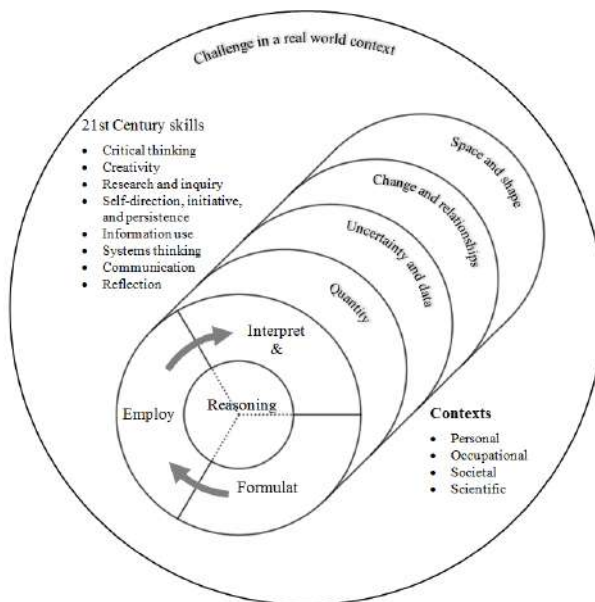 Challenge in a real world context
21st Century skills
• Critical thinking
• Creativity
• Research and inquiry
• Self-direction, initiative,
and persistence
• Information use
• Systems thinking
• Communication
• Reflection
Space and shape
Change and relationships
Uncertainty and data
Quantity
Interpret
&
Reasoning
Employ
Formulat
Contexts
• Personal
• Occupational
• Societal
• Scientific